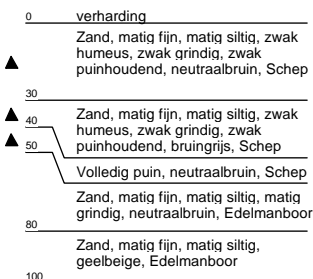 0 verharding
Zand, matig fijn, matig siltig, zwak
humeus, zwak grindig, zwak
puinhoudend, neutraalbruin, Schep
30
Zand, matig fijn, matig siltig, zwak
40 humeus, zwak grindig, zwak
puinhoudend, bruingrijs, Schep
50
Volledig puin, neutraalbruin, Schep
Zand, matig fijn, matig siltig, matig
grindig, neutraalbruin, Edelmanboor
80
Zand, matig fijn, matig siltig,
geelbeige, Edelmanboor
100